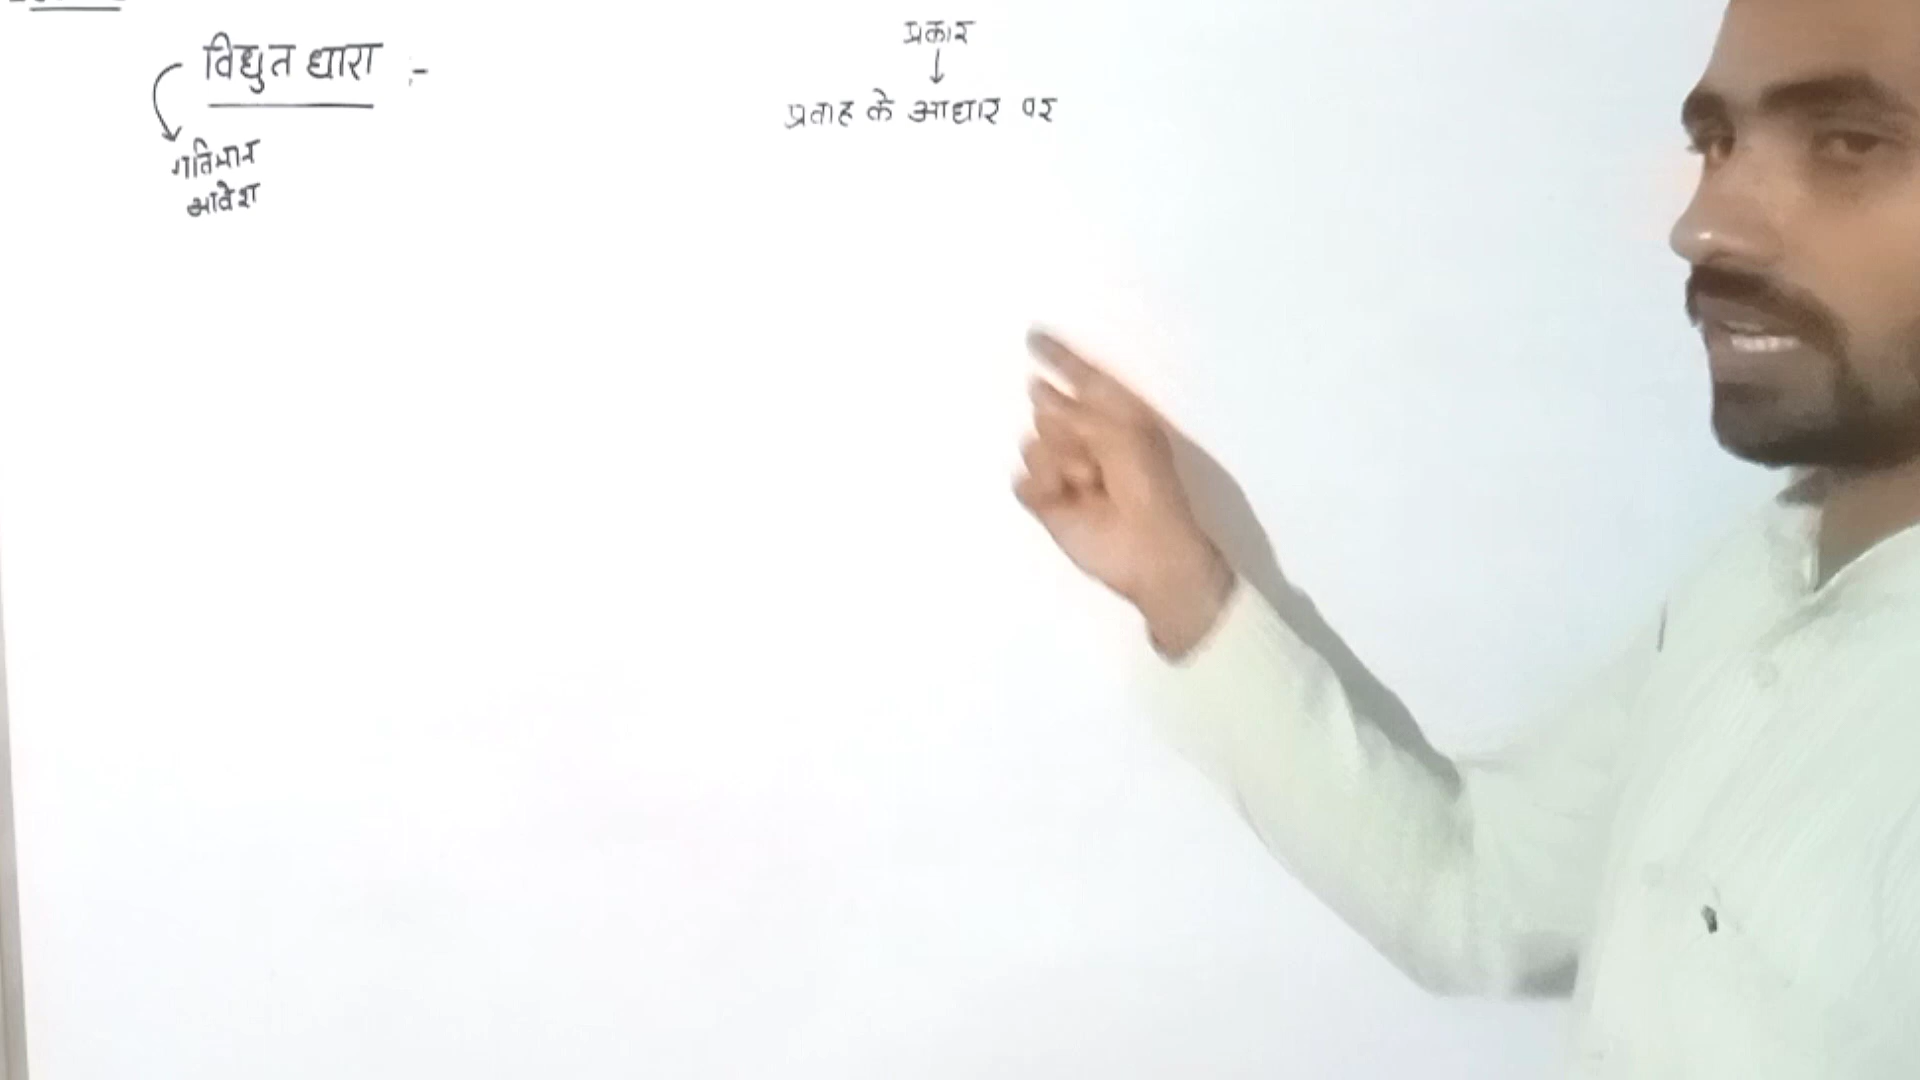 विद्युत धारा :-
गतिमान
आवेश
प्रकार
↓
प्रवाह के आधार पर